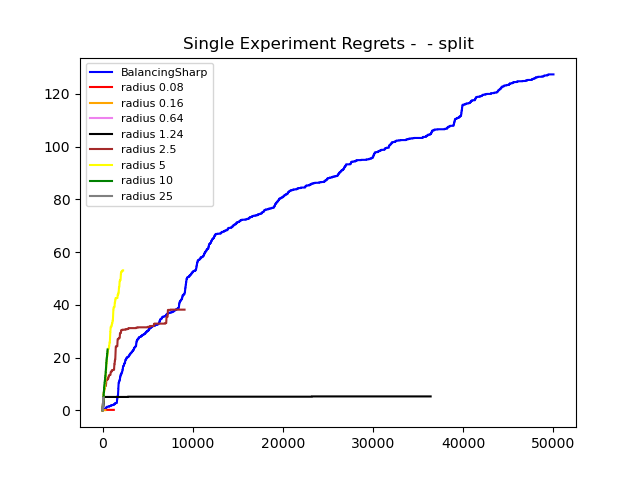 Single Experiment Regrets -  - split
BalancingSharp
radius 0.08
radius 0.16
radius 0.64
radius 1.24
radius 2.5
radius 5
radius 10
radius 25
120
100
80
60
40
20
0
0 10000 20000 30000 40000 50000